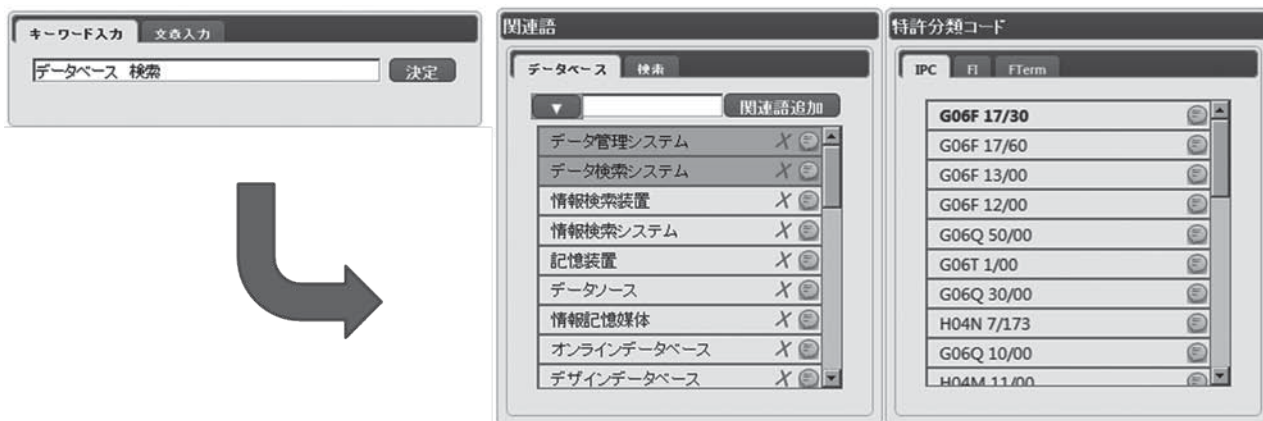 キーワード入力 文章入力
データベース 検索 決定
関連語
データベース 検索
▼ 関連語追加
データ管理システム X
データ検索システム X
情報検索装置 X
情報検索システム X
記憶装置 X
データソース X
情報記憶媒体 X
オンラインデータベース X
デザインデータベース X
特許分類コード
IPC FI FTerm
G06F 17/30
G06F 17/60
G06F 13/00
G06F 12/00
G06Q 50/00
G06T 1/00
G06Q 30/00
H04N 7/173
G06Q 10/00
H04M 11/00